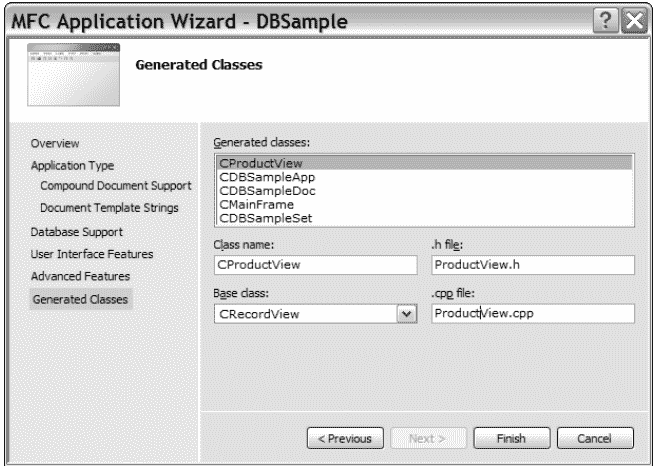 MFC Application Wizard - DBSample
Generated Classes
Overview
Application Type
Compound Document Support
Document Template Strings
Database Support
User Interface Features
Advanced Features
Generated Classes
Generated classes:
CProductView
CDBSampleApp
CDBSampleDoc
CMainFrame
CDBSampleSet
Class name:
.h file:
CProductView
ProductView.h
Base class:
.cpp file:
CRecordView
ProductView.cpp
< Previous
Next >
Finish
Cancel